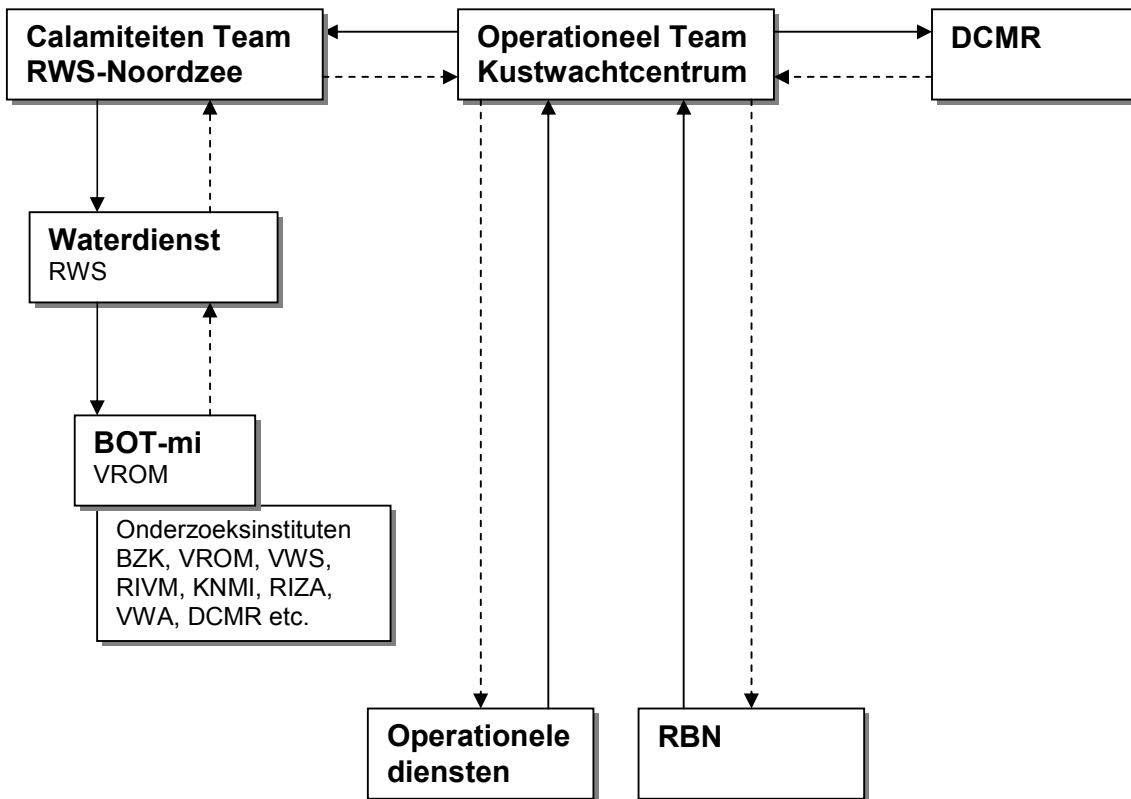 Calamiteiten Team
RWS-Noordzee
Operationeel Team
Kustwachtcentrum
DCMR
Waterdienst
RWS
BOT-mi
VROM
Onderzoeksinstituten
BZK, VROM, VWS,
RIVM, KNMI, RIZA,
VWA, DCMR etc.
Operationele
diensten
RBN